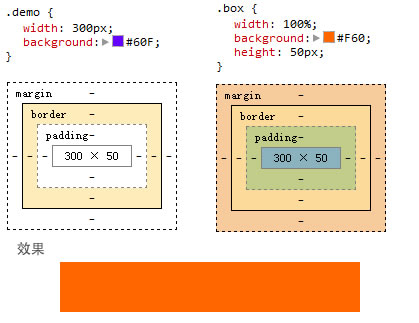 .demo {
width: 300px;
background: #60F;
}
margin -
border -
padding-
- - - 300 × 50 - - -
-
-
-
.box {
width: 100%;
background: #F60;
height: 50px;
}
margin -
border -
padding-
- - - 300 × 50 - - -
-
-
-
效果